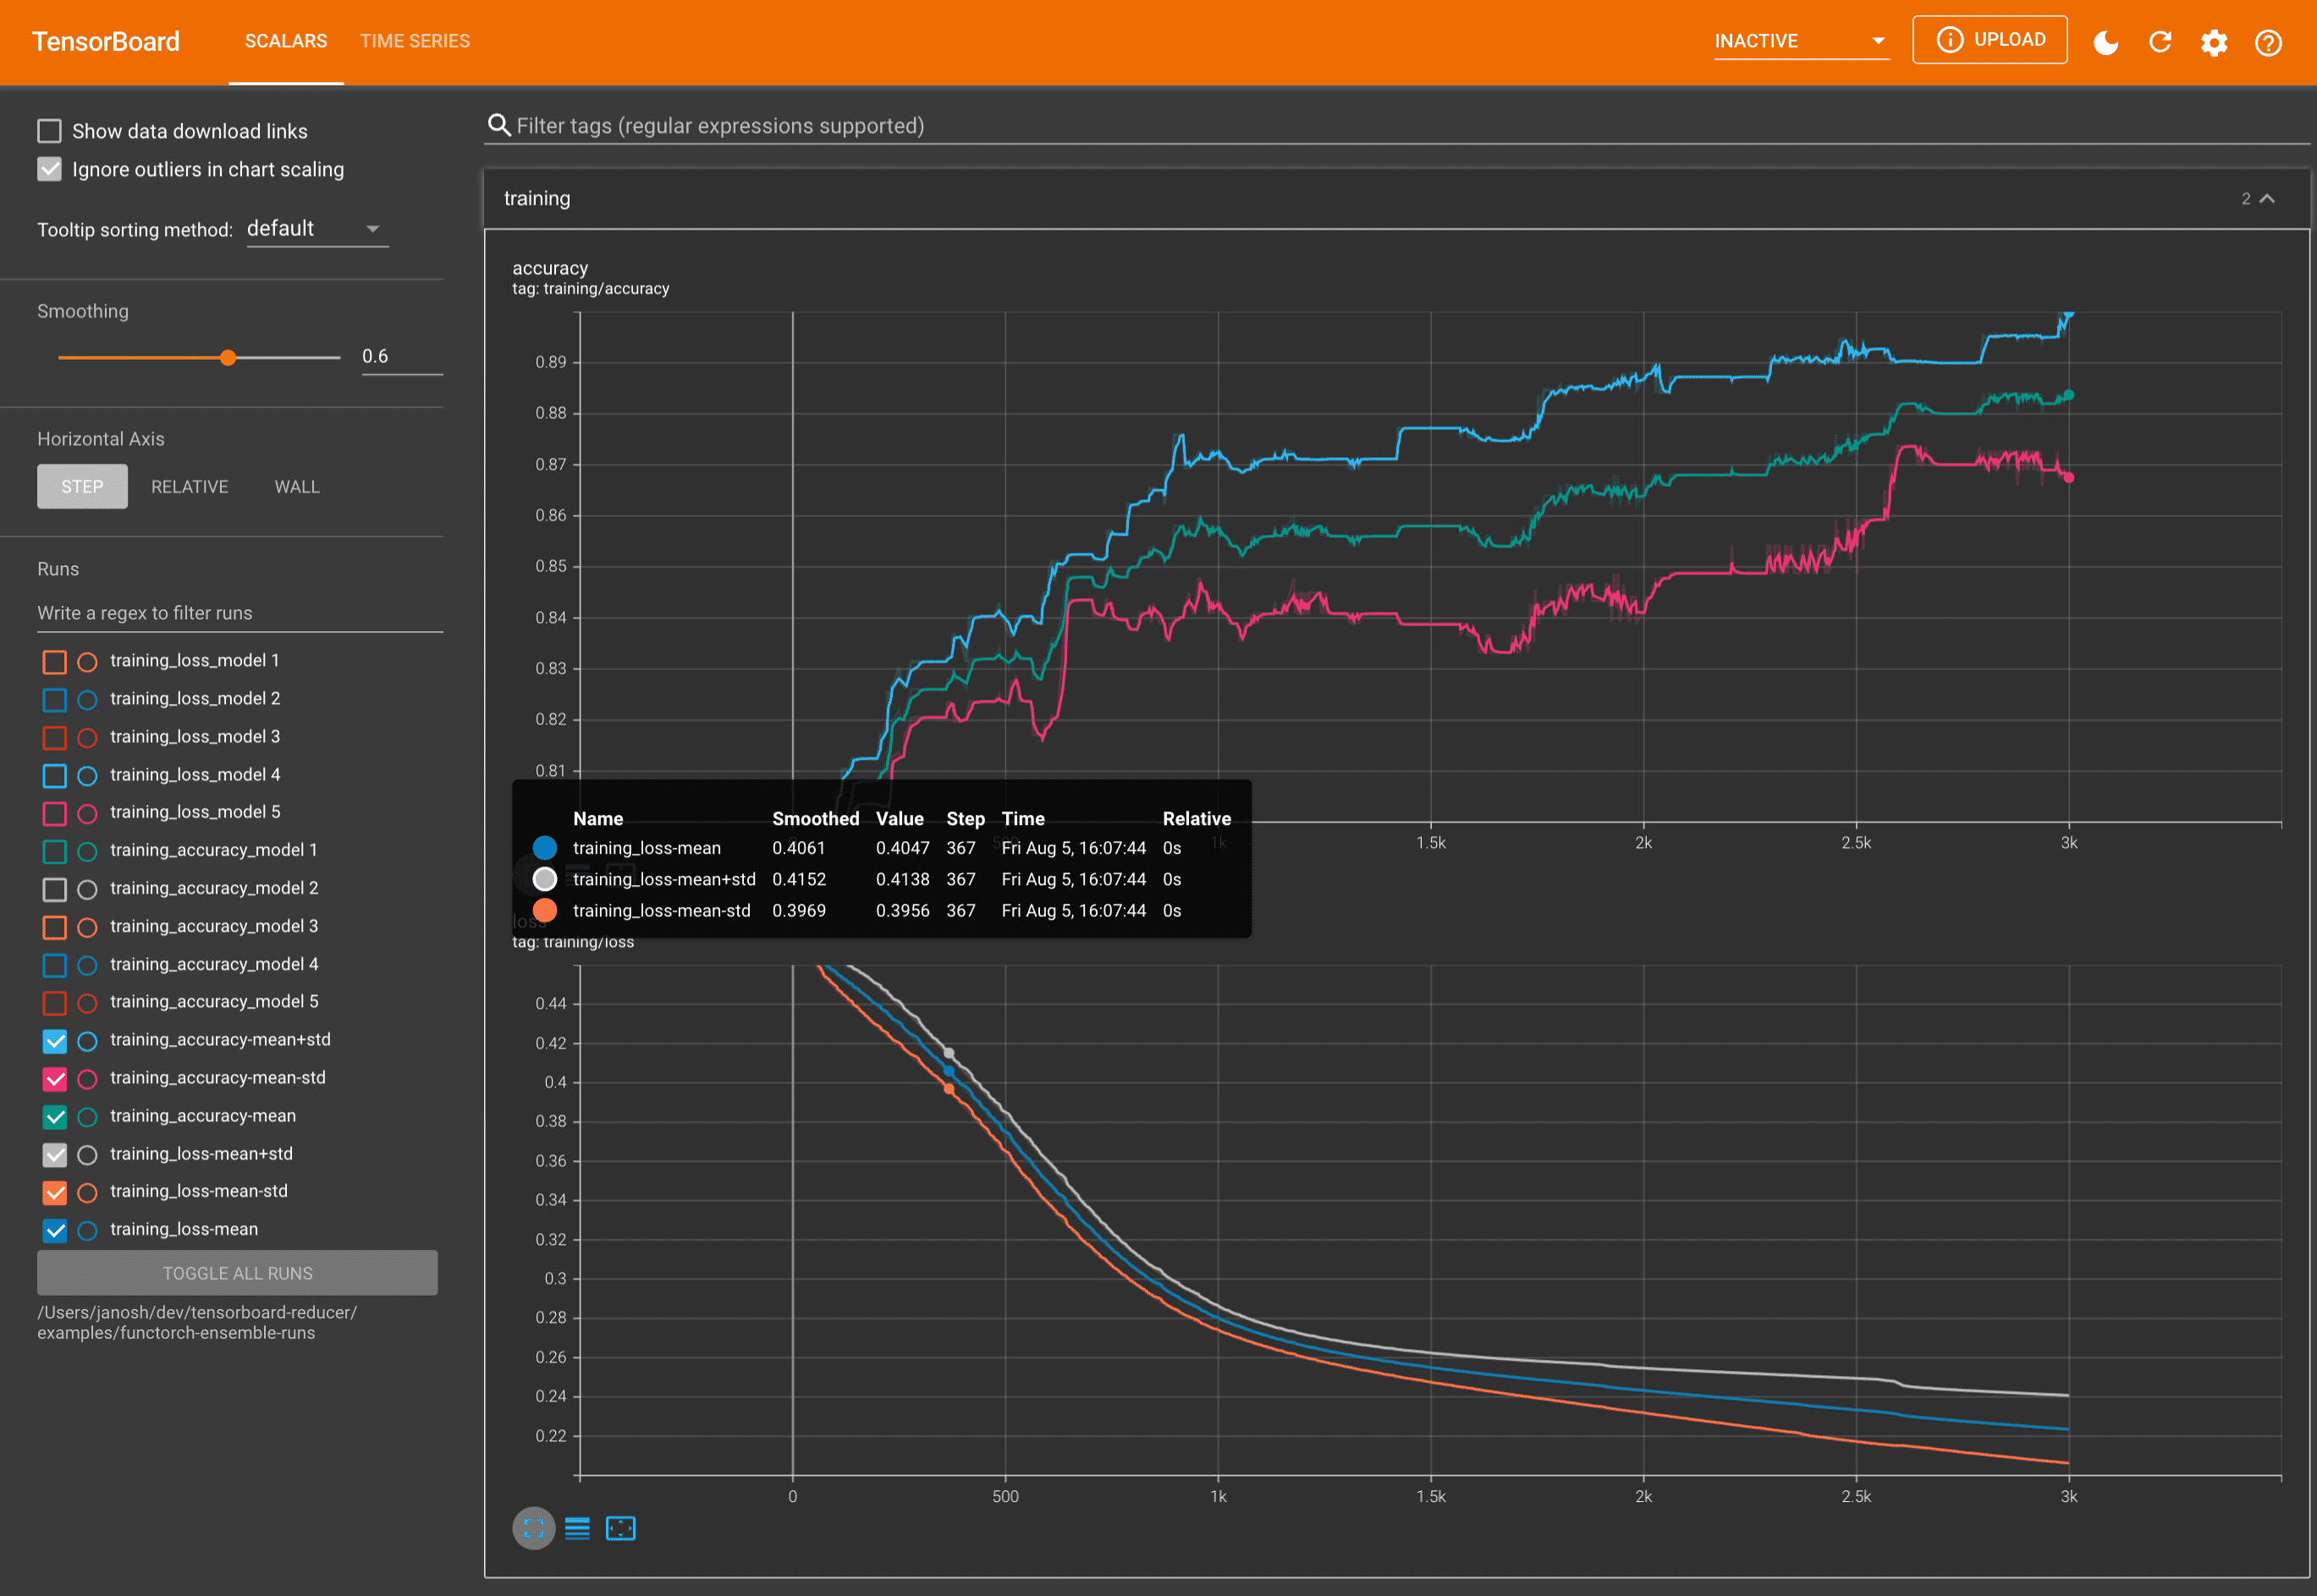 TensorBoard
SCALARS
TIME SERIES
INACTIVE
UPLOAD
Show data download links
Ignore outliers in chart scaling
Tooltip sorting method: default
Smoothing
0.6
Horizontal Axis
STEP
RELATIVE
WALL
Runs
Write a regex to filter runs
training_loss_model 1
training_loss_model 2
training_loss_model 3
training_loss_model 4
training_loss_model 5
training_accuracy_model 1
training_accuracy_model 2
training_accuracy_model 3
training_accuracy_model 4
training_accuracy_model 5
training_accuracy-mean+std
training_accuracy-mean-std
training_accuracy-mean
training_loss-mean+std
training_loss-mean-std
training_loss-mean
TOGGLE ALL RUNS
/Users/janosh/dev/tensorboard-reducer/
examples/functorch-ensemble-runs
Filter tags (regular expressions supported)
training
2
accuracy
tag: training/accuracy
0.89
0.88
0.87
0.86
0.85
0.84
0.83
0.82
0.81
0 500 1k 1.5k 2k 2.5k 3k
Name Smoothed Value Step Time Relative
training_loss-mean 0.4061 0.4047 367 Fri Aug 5, 16:07:44 0s
training_loss-mean+std 0.4152 0.4138 367 Fri Aug 5, 16:07:44 0s
training_loss-mean-std 0.3969 0.3956 367 Fri Aug 5, 16:07:44 0s
loss
tag: training/loss
0.44
0.42
0.4
0.38
0.36
0.34
0.32
0.3
0.28
0.26
0.24
0.22
0 500 1k 1.5k 2k 2.5k 3k